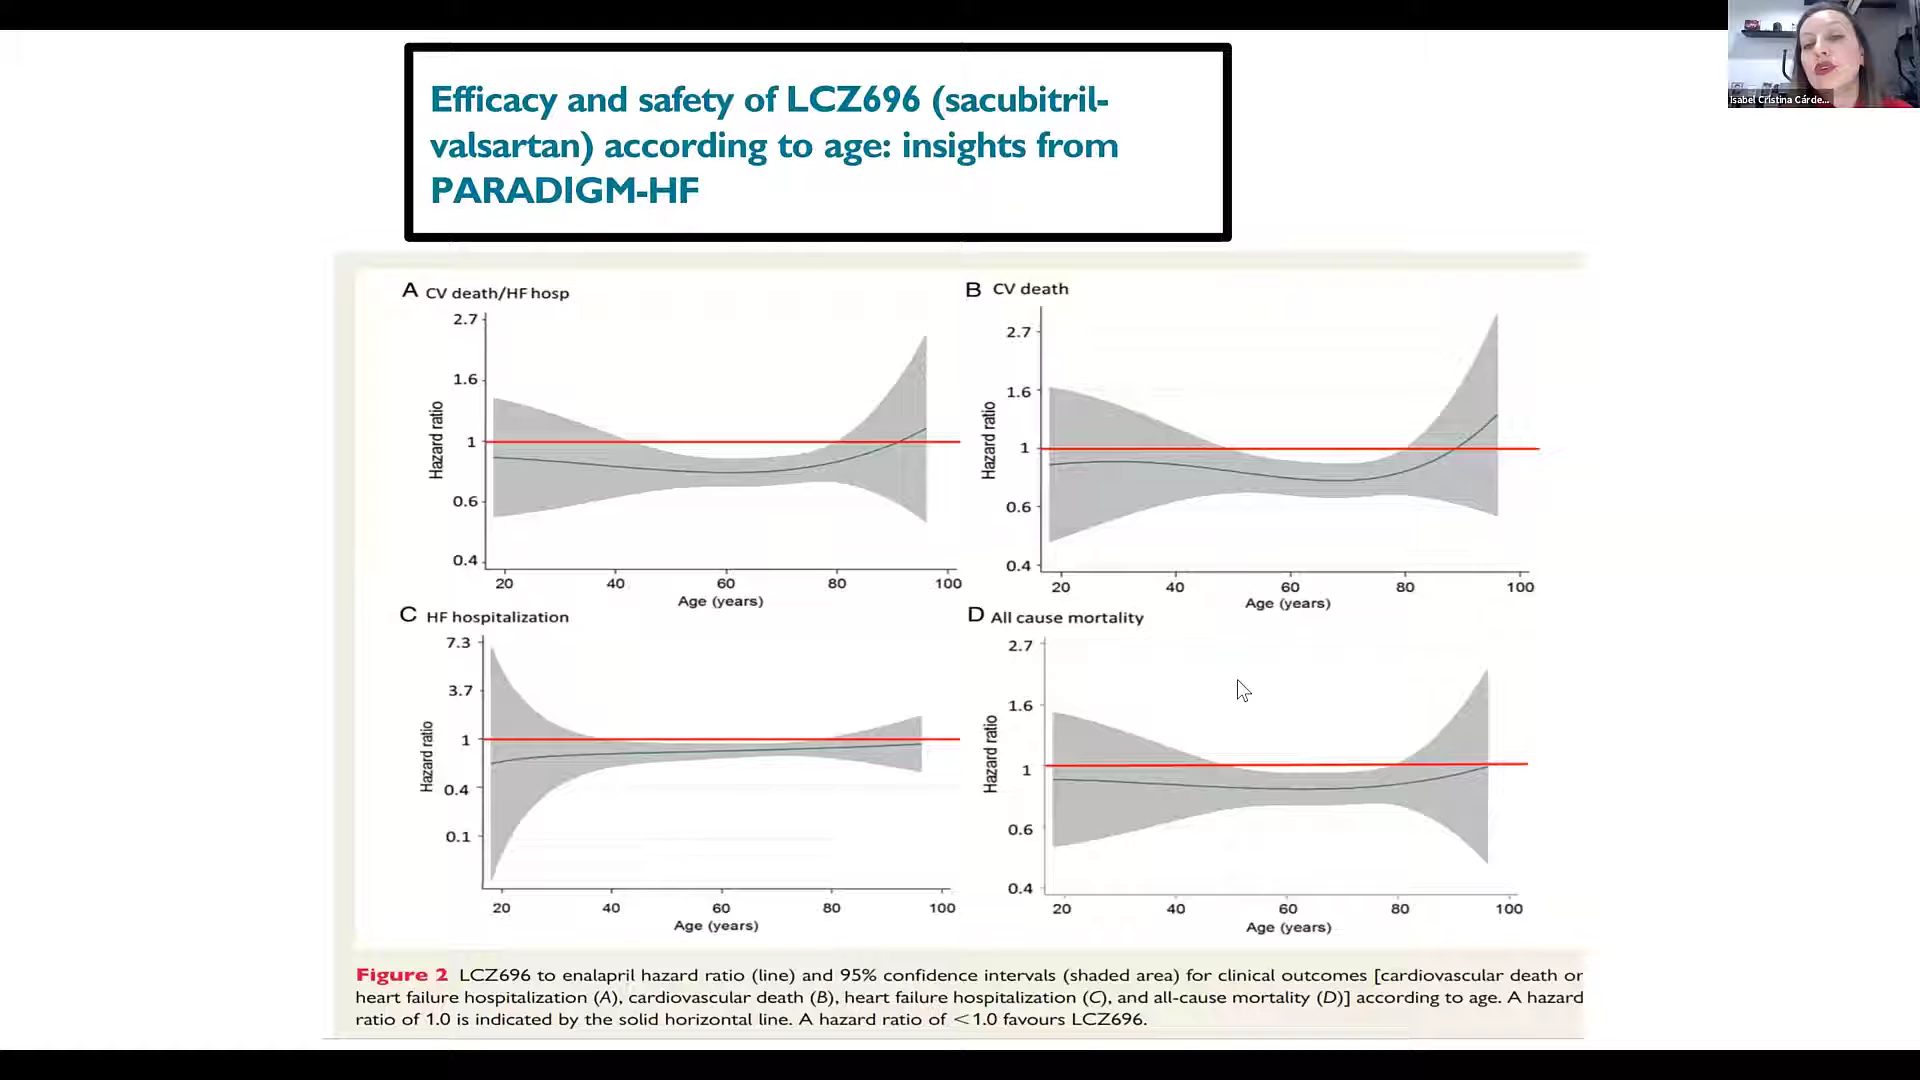 Isabel Cristina Cárde...
Efficacy and safety of LCZ696 (sacubitril-
valsartan) according to age: insights from
PARADIGM-HF
A CV death/HF hosp
2.7
1.6
1
0.6
0.4
Hazard ratio
20 40 60 80 100
Age (years)
B CV death
2.7
1.6
1
0.6
0.4
Hazard ratio
20 40 60 80 100
Age (years)
C HF hospitalization
7.3
3.7
1
0.4
0.1
Hazard ratio
20 40 60 80 100
Age (years)
D All cause mortality
2.7
1.6
1
0.6
0.4
Hazard ratio
20 40 60 80 100
Age (years)
Figure 2 LCZ696 to enalapril hazard ratio (line) and 95% confidence intervals (shaded area) for clinical outcomes [cardiovascular death or
heart failure hospitalization (A), cardiovascular death (B), heart failure hospitalization (C), and all-cause mortality (D)] according to age. A hazard
ratio of 1.0 is indicated by the solid horizontal line. A hazard ratio of <1.0 favours LCZ696.